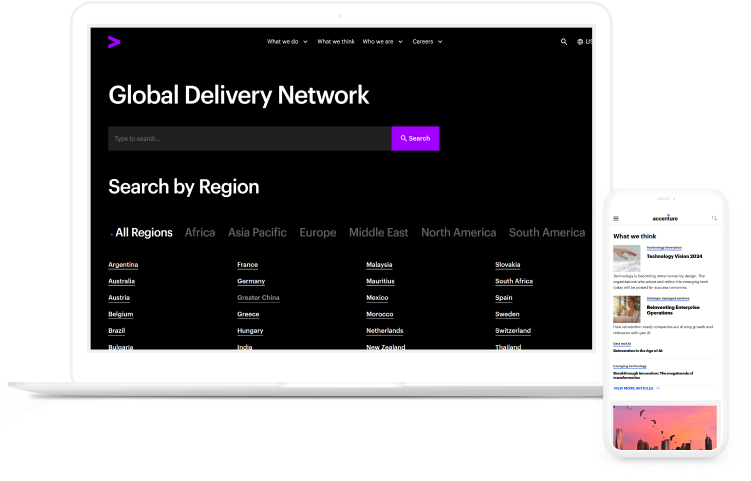 What we do
What we think
Who we are
Careers
US
Global Delivery Network
Type to search...
Search
Search by Region
All Regions Africa Asia Pacific Europe Middle East North America South America
Argentina France Malaysia Slovakia
Australia Germany Mauritius South Africa
Austria Greater China Mexico Spain
Belgium Greece Morocco Sweden
Brazil Hungary Netherlands Switzerland
Bulgaria India New Zealand Thailand
accenture
What we think
Technology Innovation
Technology Vision 2024
Technology is becoming more human by design. The
organizations who adopt and refine this emerging tech
today will be poised for success tomorrow.
Strategic managed services
Reinventing Enterprise
Operations
How reinvention ready companies are driving growth and
relevance with gen AI
Data and AI
Reinvention in the Age of AI
Emerging Technology
Breakthrough innovation: The megatrends of
transformation
VIEW MORE ARTICLES